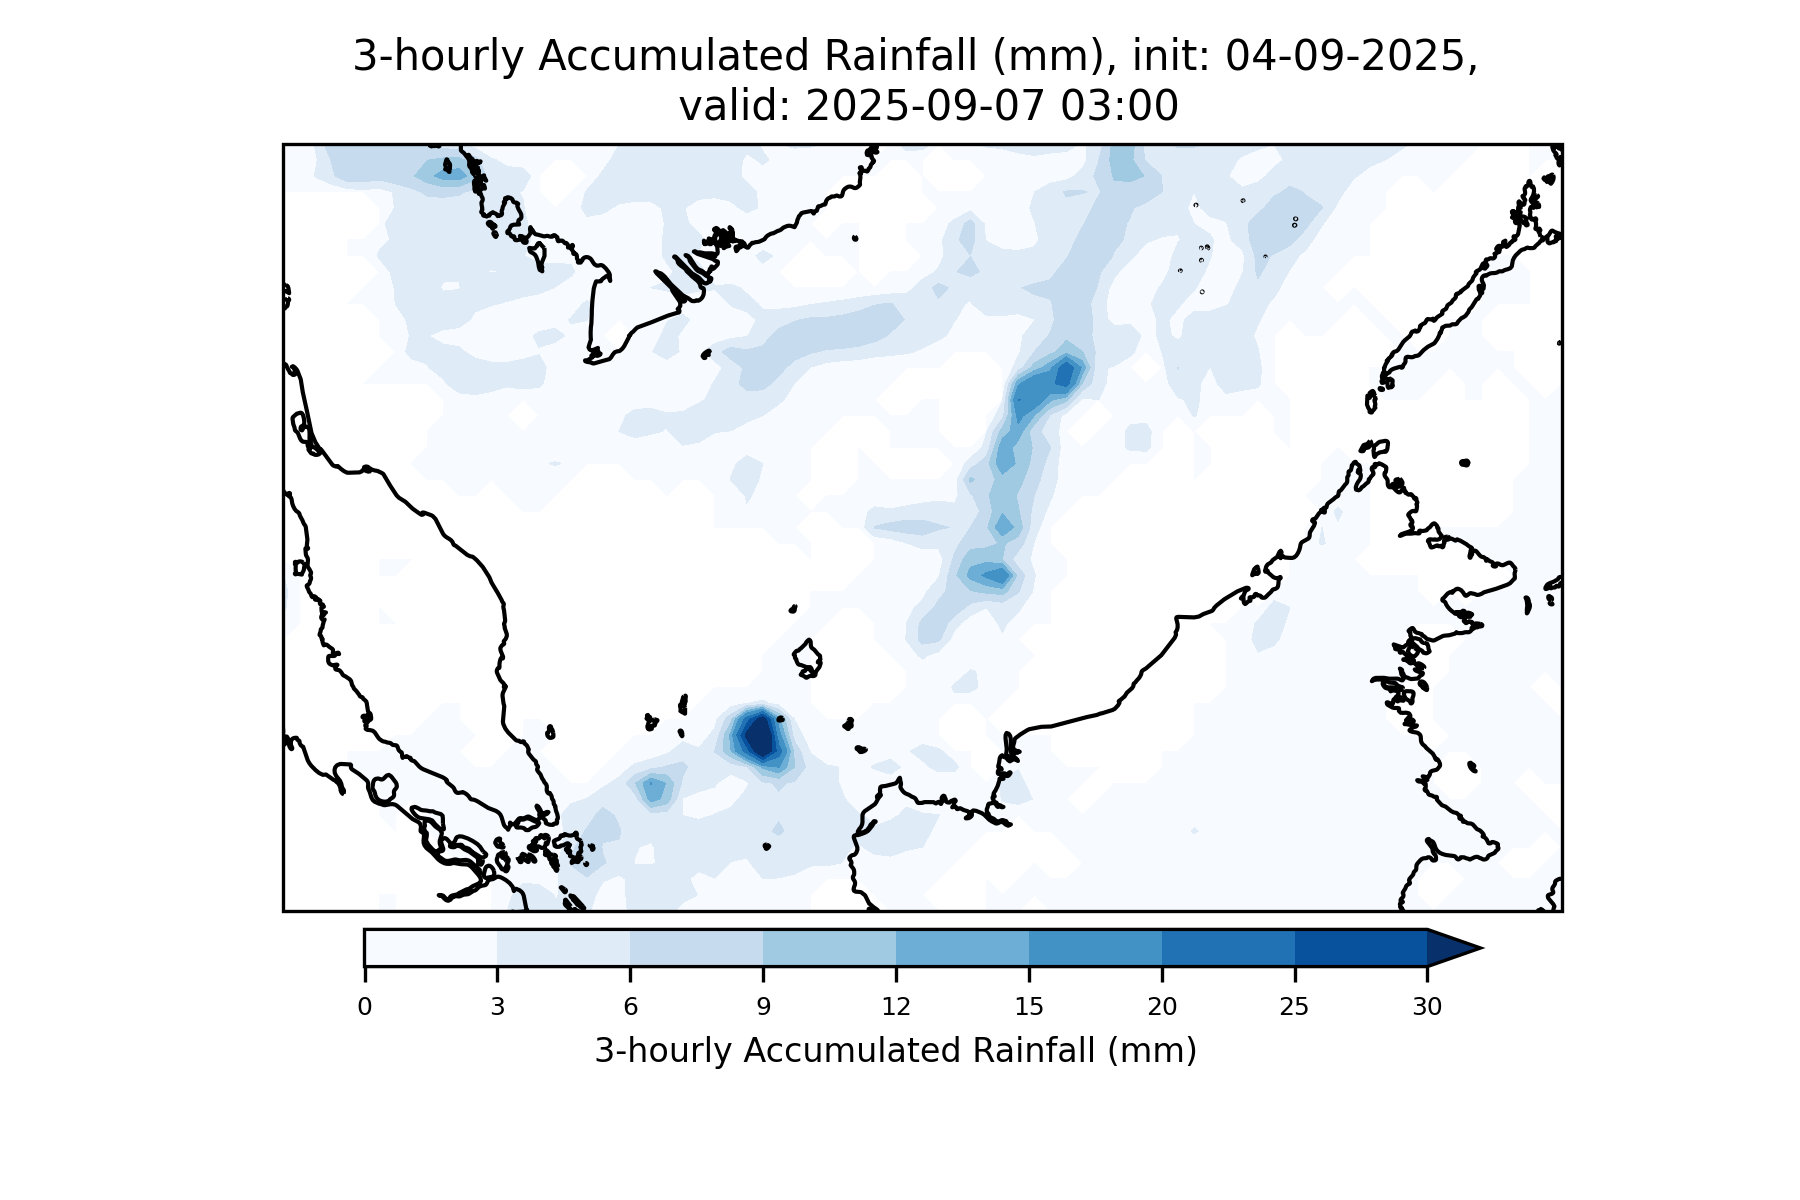 3-hourly Accumulated Rainfall (mm), init: 04-09-2025,
valid: 2025-09-07 03:00
0 3 6 9 12 15 20 25 30
3-hourly Accumulated Rainfall (mm)